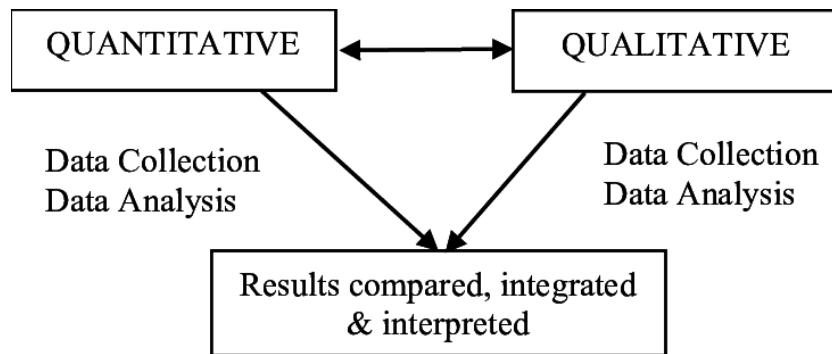 QUANTITATIVE
QUALITATIVE
Data Collection
Data Analysis
Data Collection
Data Analysis
Results compared, integrated
& interpreted